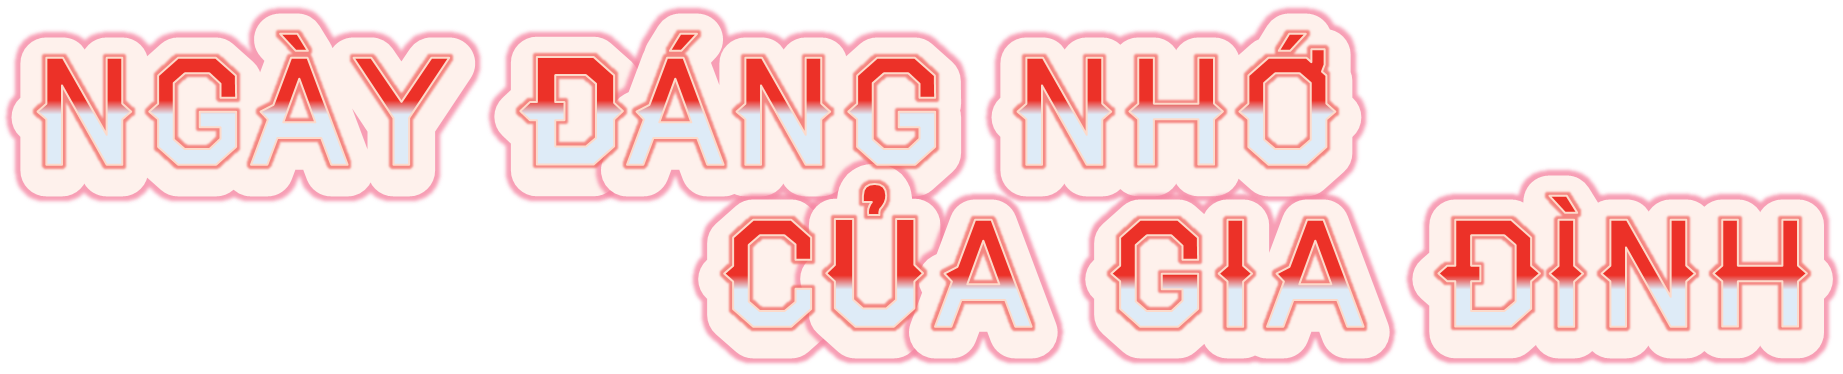 NGÀY ĐÁNG NHỚ
CỦA GIA ĐÌNH